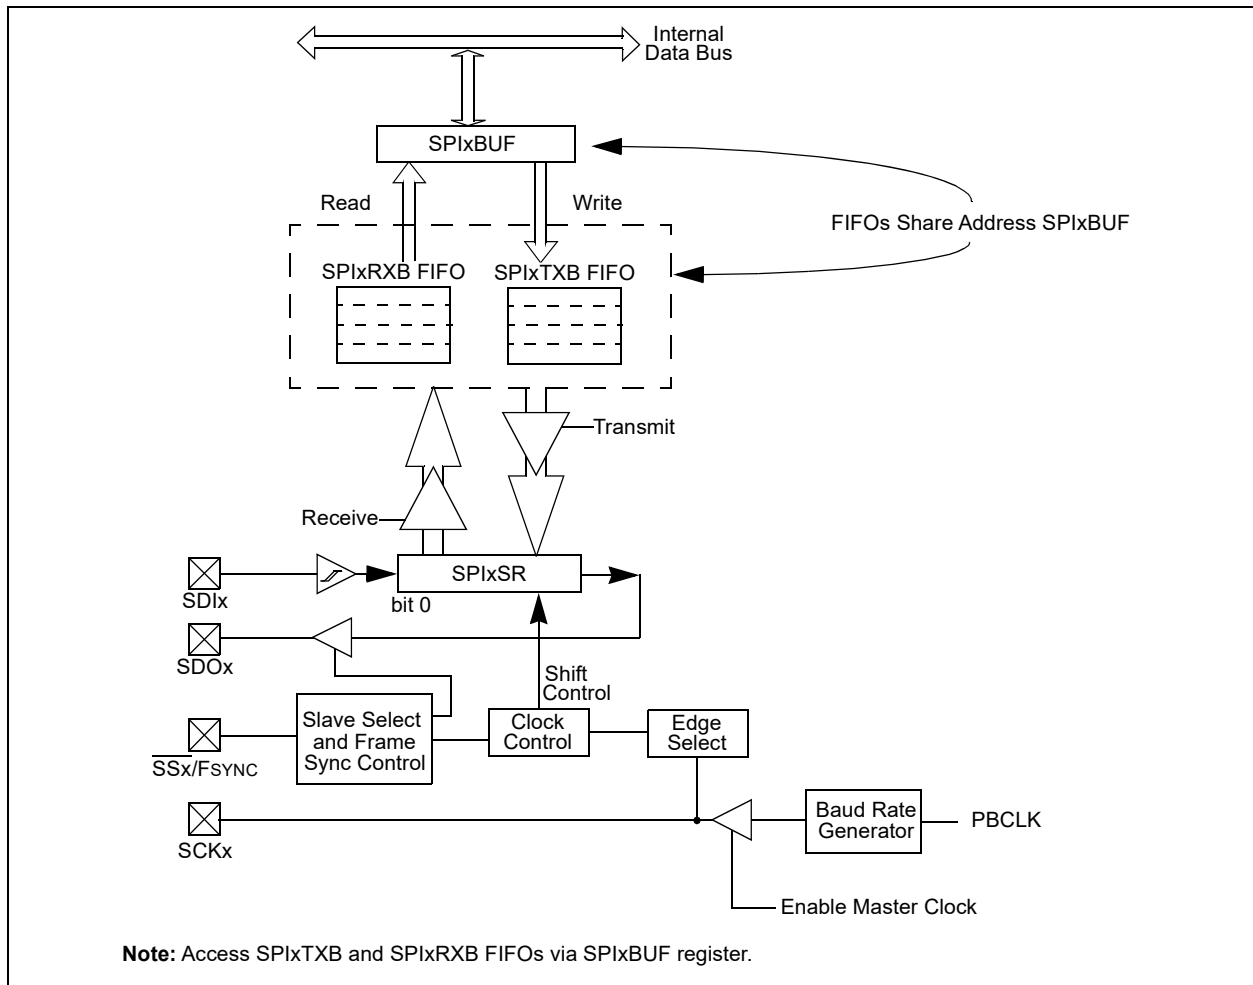 Internal
Data Bus
SPIxBUF
Read
Write
FIFOs Share Address SPIxBUF
SPIxRXB FIFO
SPIxTXB FIFO
Transmit
Receive
SPIxSR
SDIx
bit 0
SDOx
Shift
Control
Slave Select
and Frame
Sync Control
Clock
Control
Edge
Select
SSx/FSYNC
Baud Rate
Generator
PBCLK
SCKx
Enable Master Clock
Note: Access SPIxTXB and SPIxRXB FIFOs via SPIxBUF register.